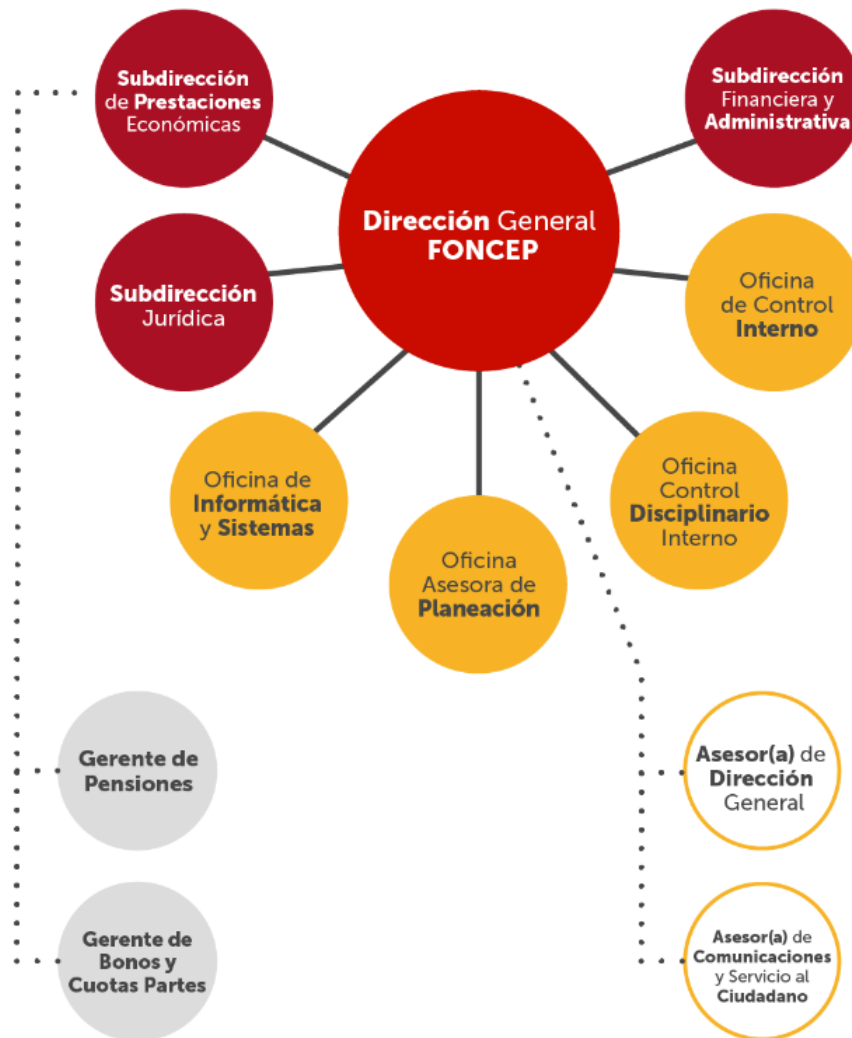 Subdirección
de Prestaciones
Económicas
Subdirección
Financiera y
Administrativa
Dirección General
FONCEP
Subdirección
Jurídica
Oficina
de Control
Interno
Oficina de
Informática
y Sistemas
Oficina
Asesora de
Planeación
Oficina
Control
Disciplinario
Interno
Gerente de
Pensiones
Asesor(a) de
Dirección
General
Gerente de
Bonos y
Cuotas Partes
Asesor(a) de
Comunicaciones
y Servicio al
Ciudadano